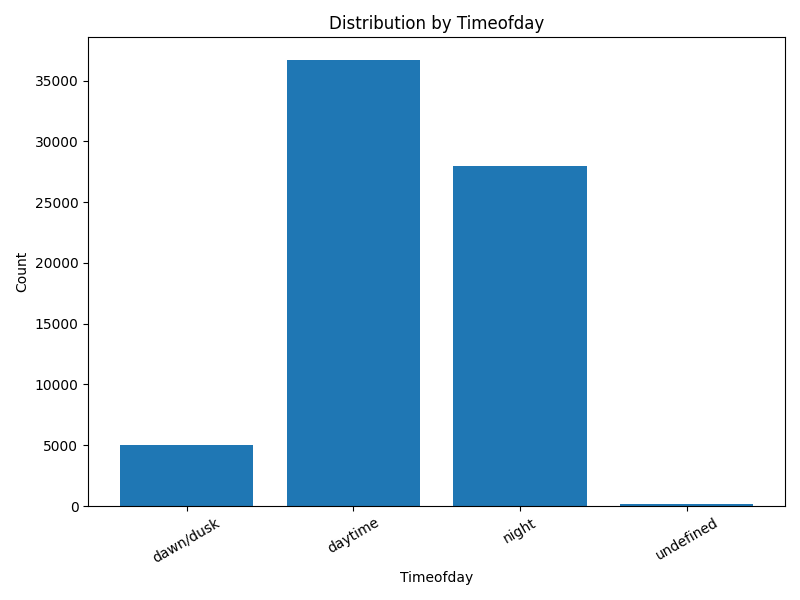 Distribution by Timeofday
35000
30000
25000
20000
15000
10000
5000
0
Count
dawn/dusk
daytime
night
undefined
Timeofday